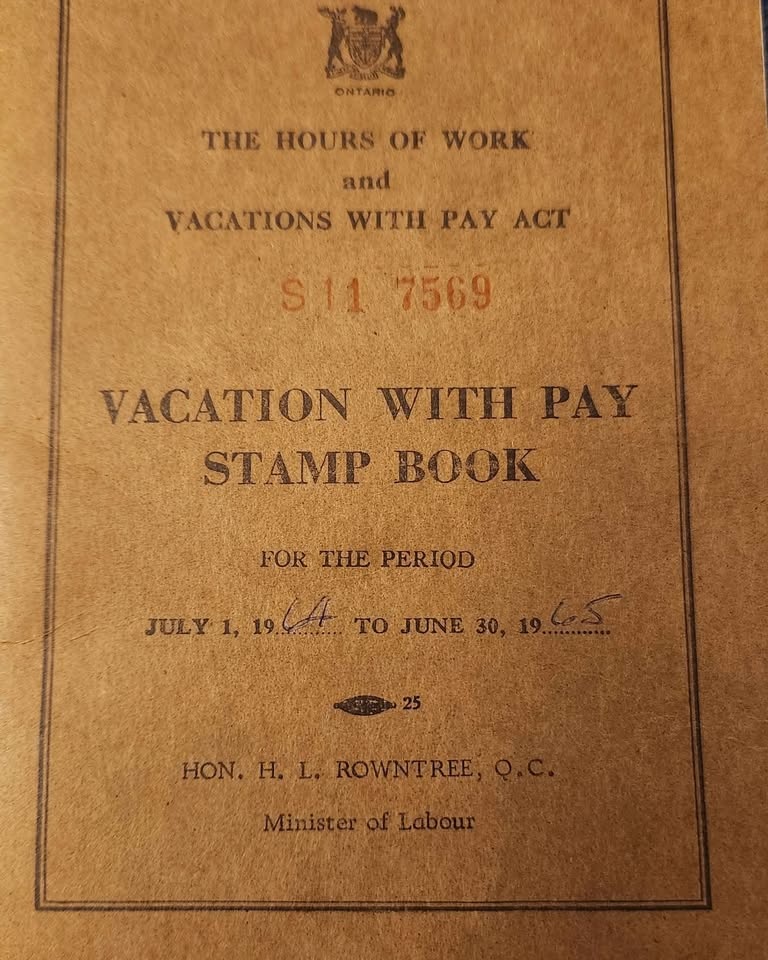 ONTARIO
THE HOURS OF WORK
and
VACATIONS WITH PAY ACT
S 11 7569
VACATION WITH PAY
STAMP BOOK
FOR THE PERIOD
JULY 1, 1964 TO JUNE 30, 1965
25
HON. H. L. ROWNTREE, Q.C.
Minister of Labour